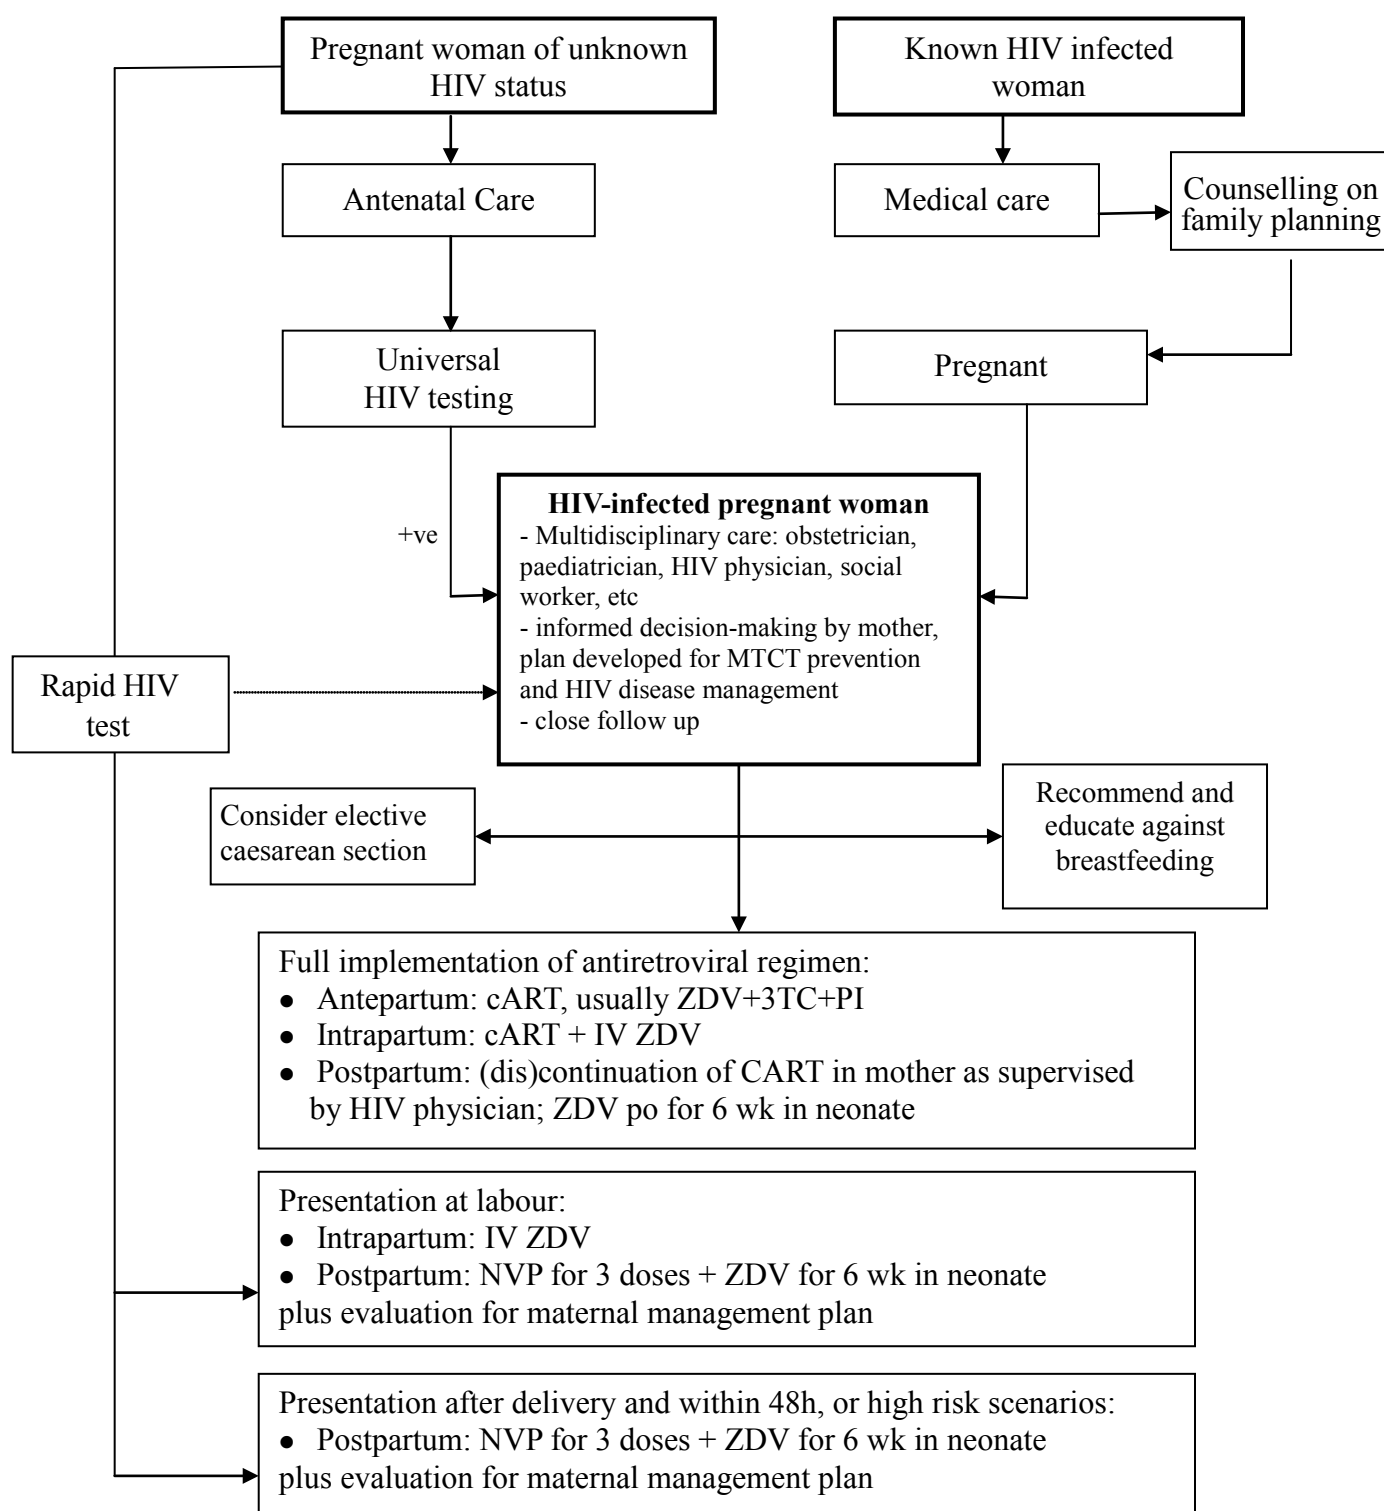 Pregnant woman of unknown
HIV status
Known HIV infected
woman
Antenatal Care
Medical care
Counselling on
family planning
Universal
HIV testing
Pregnant
+ve
HIV-infected pregnant woman
- Multidisciplinary care: obstetrician,
paediatrician, HIV physician, social
worker, etc
- informed decision-making by mother,
plan developed for MTCT prevention
and HIV disease management
- close follow up
Rapid HIV
test
Consider elective
caesarean section
Recommend and
educate against
breastfeeding
Full implementation of antiretroviral regimen:
● Antepartum: cART, usually ZDV+3TC+PI
● Intrapartum: cART + IV ZDV
● Postpartum: (dis)continuation of CART in mother as supervised
by HIV physician; ZDV po for 6 wk in neonate
Presentation at labour:
● Intrapartum: IV ZDV
● Postpartum: NVP for 3 doses + ZDV for 6 wk in neonate
plus evaluation for maternal management plan
Presentation after delivery and within 48h, or high risk scenarios:
● Postpartum: NVP for 3 doses + ZDV for 6 wk in neonate
plus evaluation for maternal management plan